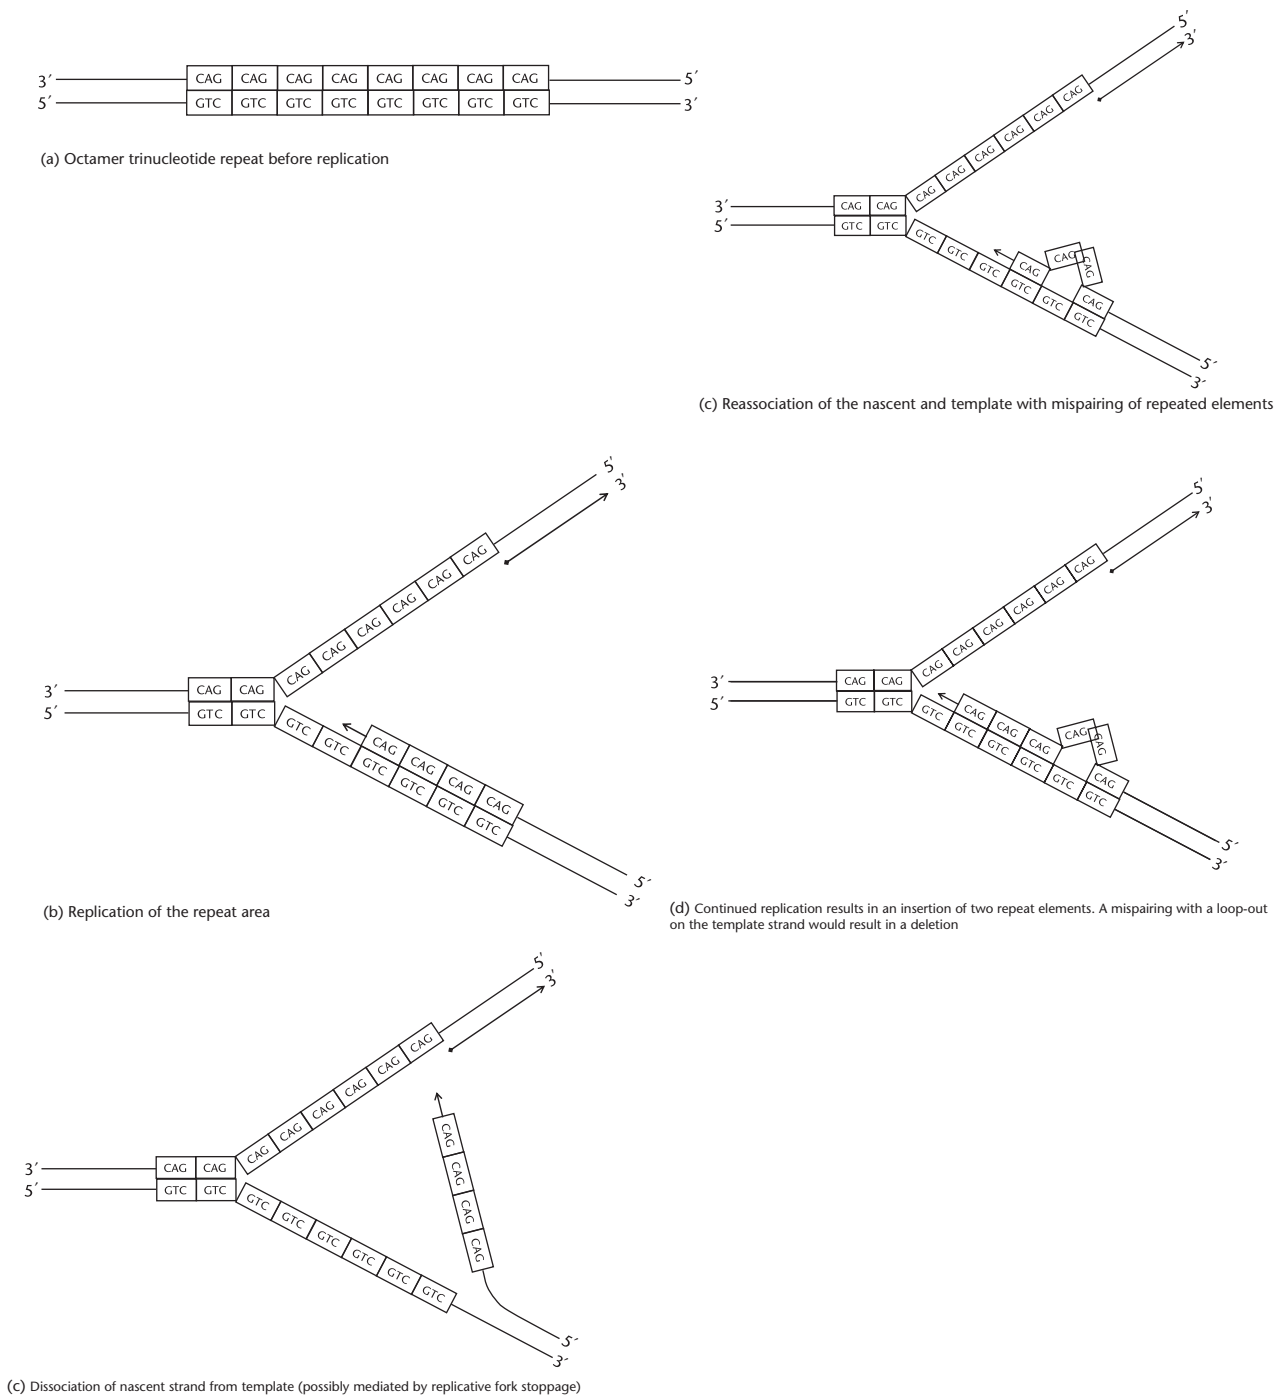 3′ CAG CAG CAG CAG CAG CAG CAG CAG 5′
5′ GTC GTC GTC GTC GTC GTC GTC GTC 3′
(a) Octamer trinucleotide repeat before replication
5′
3′
CAG CAG CAG CAG CAG CAG
3′ CAG CAG
5′ GTC GTC
CAG CAG CAG CAG 5′
GTC GTC GTC GTC GTC GTC 3′
(b) Replication of the repeat area
5′
3′
CAG CAG CAG CAG CAG CAG
3′ CAG CAG
5′ GTC GTC
CAG CAG CAG CAG 5′
GTC GTC GTC GTC GTC GTC 3′
(c) Dissociation of nascent strand from template (possibly mediated by replicative fork stoppage)
5′
3′
CAG CAG CAG CAG CAG CAG
3′ CAG CAG
5′ GTC GTC
CAG CAG CAG CAG 5′
GTC GTC GTC GTC GTC GTC 3′
(c) Reassociation of the nascent and template with mispairing of repeated elements
5′
3′
CAG CAG CAG CAG CAG CAG
3′ CAG CAG
5′ GTC GTC
CAG CAG CAG CAG CAG CAG 5′
GTC GTC GTC GTC GTC GTC 3′
(d) Continued replication results in an insertion of two repeat elements. A mispairing with a loop-out
on the template strand would result in a deletion